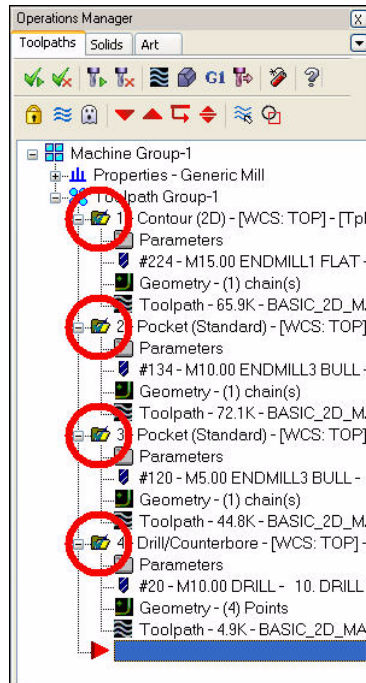 Operations Manager
Toolpaths Solids Art
G1
Machine Group-1
Properties - Generic Mill
Toolpath Group-1
1 Contour (2D) - [WCS: TOP] - [Tpl
Parameters
#224 - M15.00 ENDMILL1 FLAT -
Geometry - (1) chain(s)
Toolpath - 65.9K - BASIC_2D_MA
2 Pocket (Standard) - [WCS: TOP]
Parameters
#134 - M10.00 ENDMILL3 BULL -
Geometry - (1) chain(s)
Toolpath - 72.1K - BASIC_2D_MA
3 Pocket (Standard) - [WCS: TOP]
Parameters
#120 - M5.00 ENDMILL3 BULL -
Geometry - (1) chain(s)
Toolpath - 44.8K - BASIC_2D_MA
4 Drill/Counterbore - [WCS: TOP] -
Parameters
#20 - M10.00 DRILL - 10. DRILL
Geometry - (4) Points
Toolpath - 4.9K - BASIC_2D_MA